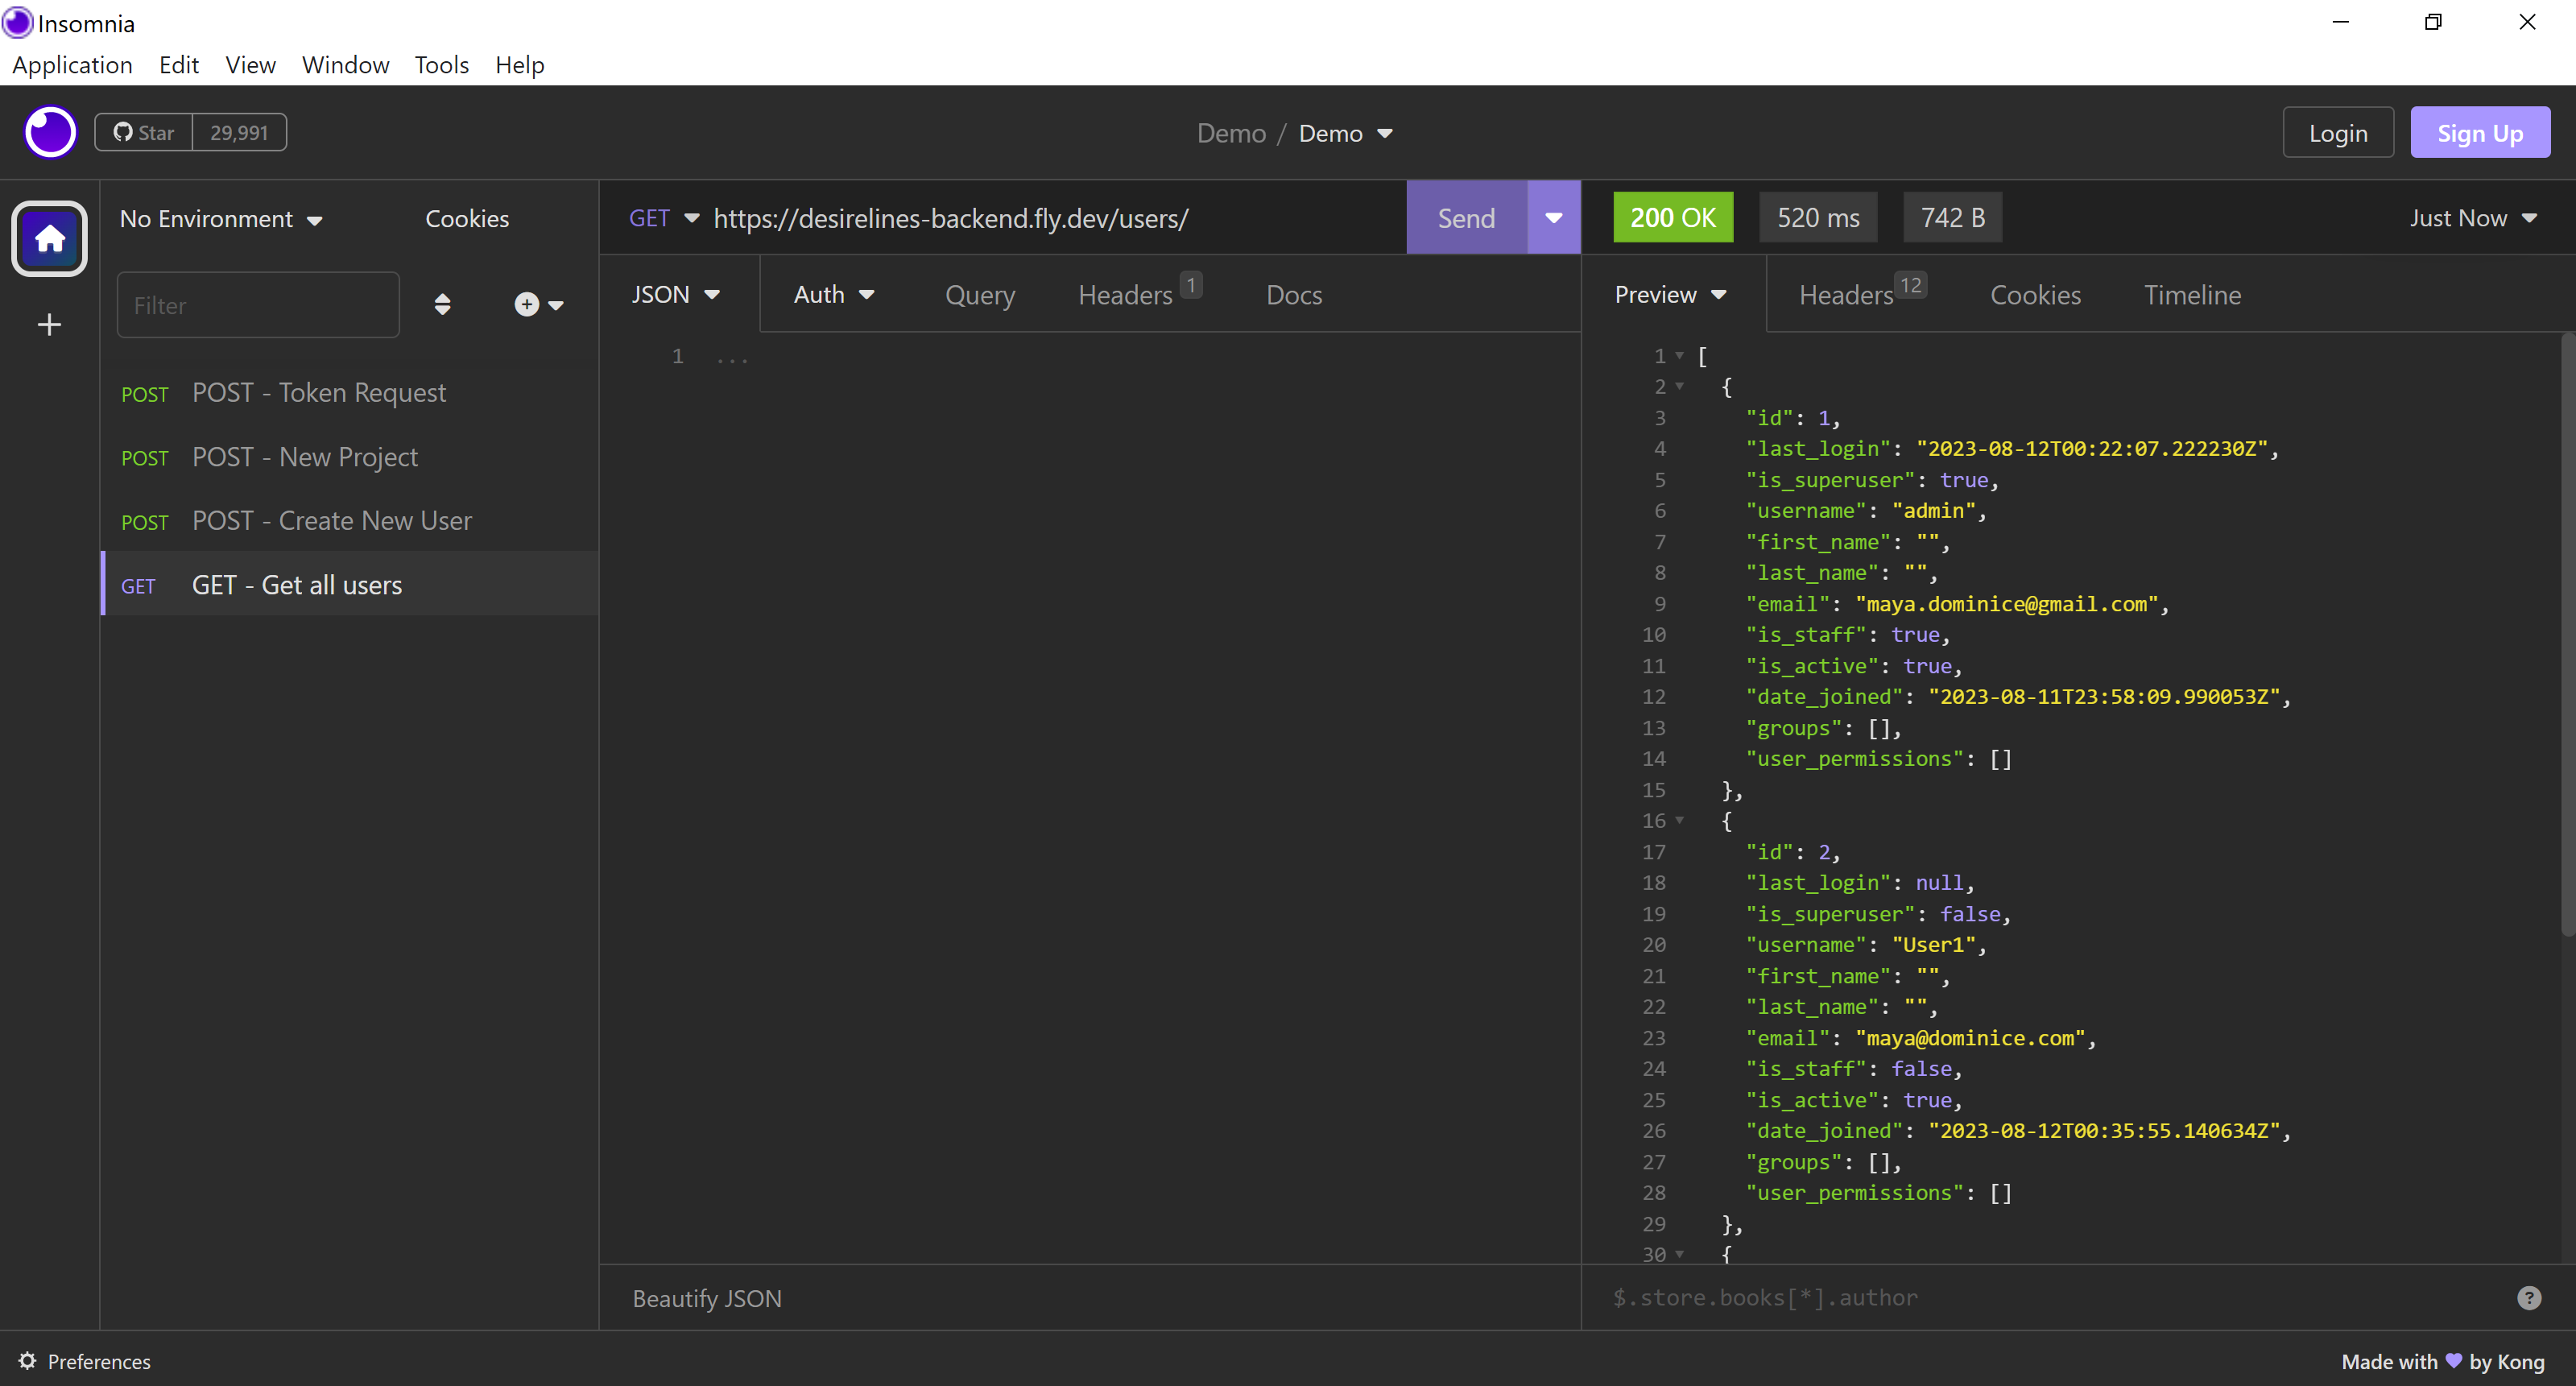 Insomnia
Application Edit View Window Tools Help
Star 29,991
Demo / Demo
Login Sign Up
No Environment Cookies
Filter
POST POST - Token Request
POST POST - New Project
POST POST - Create New User
GET GET - Get all users
GET https://desirelines-backend.fly.dev/users/ Send
JSON Auth Query Headers 1 Docs
1 ...
Beautify JSON
200 OK 520 ms 742 B Just Now
Preview Headers 12 Cookies Timeline
1 [
2 {
3 "id": 1,
4 "last_login": "2023-08-12T00:22:07.222230Z",
5 "is_superuser": true,
6 "username": "admin",
7 "first_name": "",
8 "last_name": "",
9 "email": "maya.dominice@gmail.com",
10 "is_staff": true,
11 "is_active": true,
12 "date_joined": "2023-08-11T23:58:09.990053Z",
13 "groups": [],
14 "user_permissions": []
15 },
16 {
17 "id": 2,
18 "last_login": null,
19 "is_superuser": false,
20 "username": "User1",
21 "first_name": "",
22 "last_name": "",
23 "email": "maya@dominice.com",
24 "is_staff": false,
25 "is_active": true,
26 "date_joined": "2023-08-12T00:35:55.140634Z",
27 "groups": [],
28 "user_permissions": []
29 },
30 {
$.store.books[*].author ?
Preferences
Made with 💜 by Kong